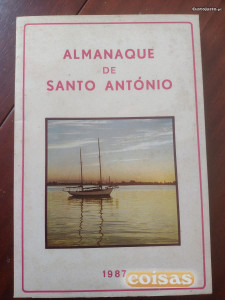 ALMANAQUE
DE
SANTO ANTÓNIO
1987
coisas